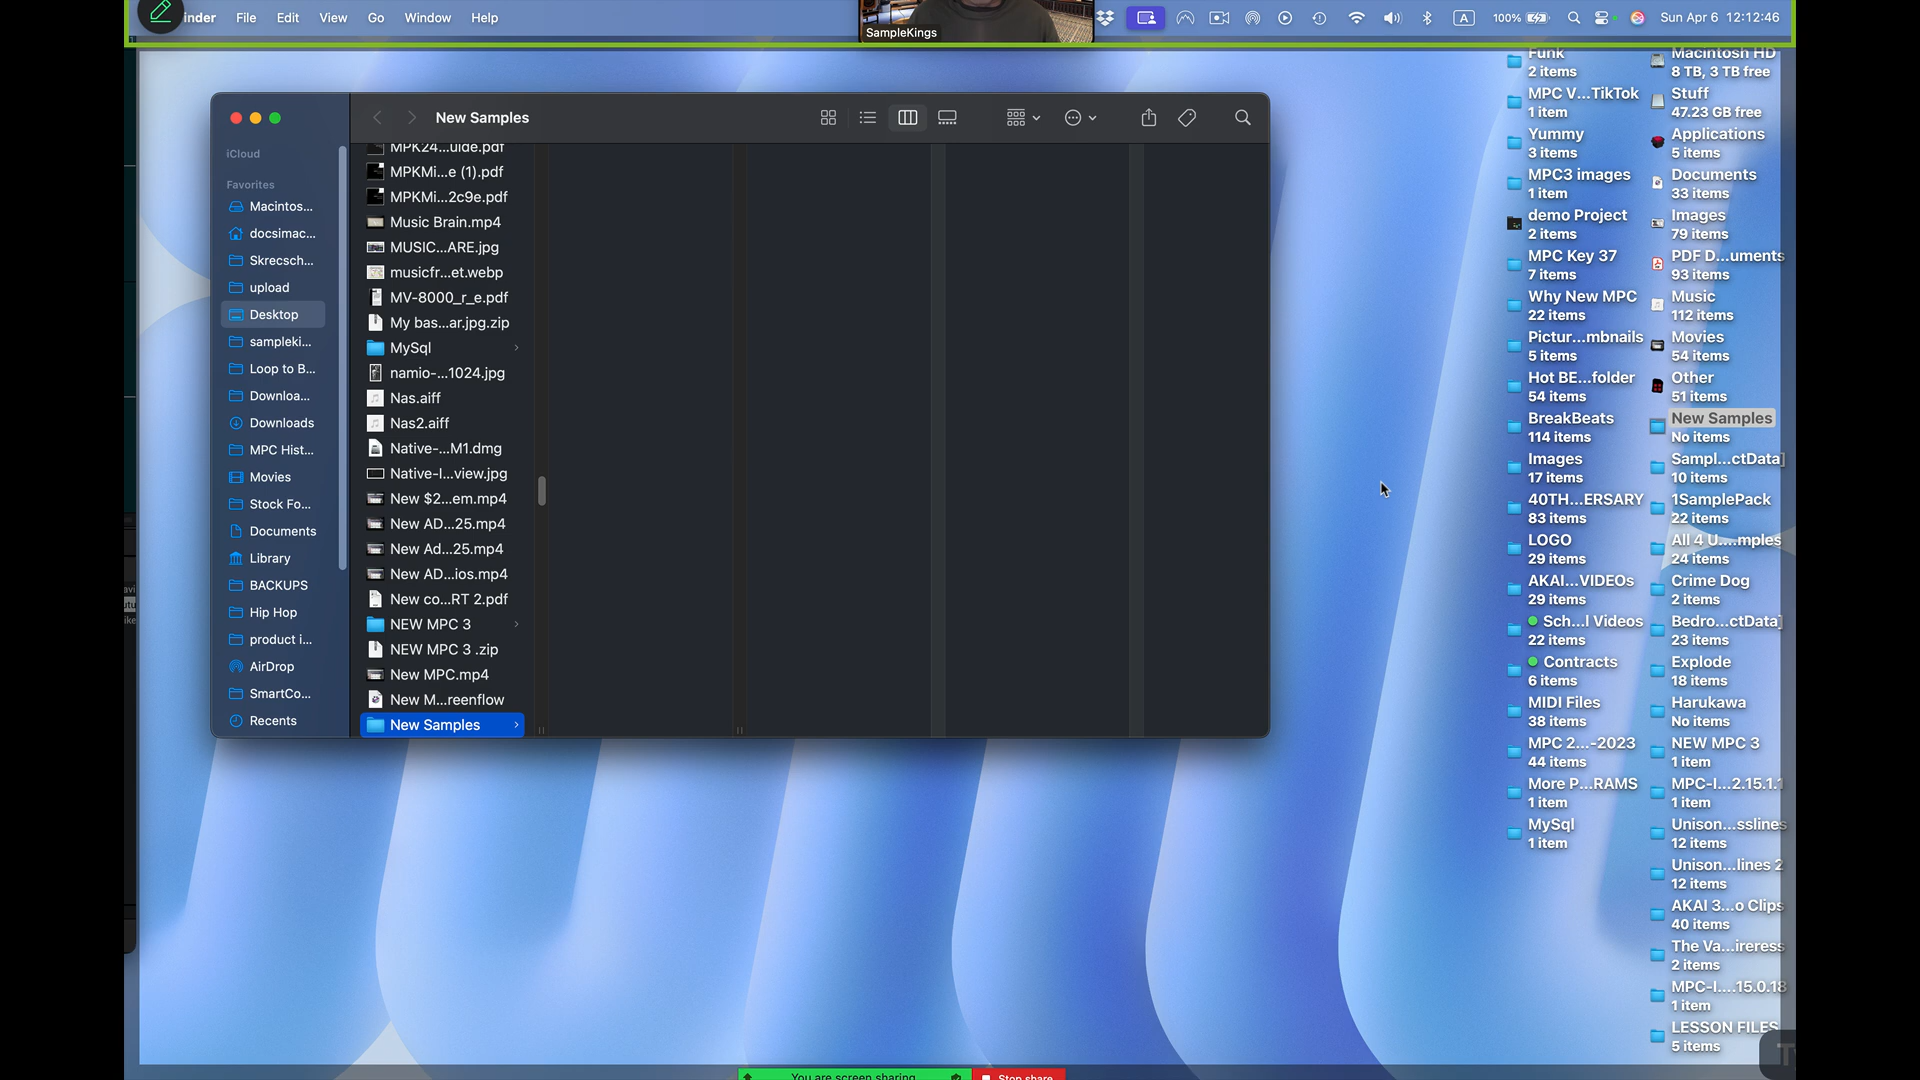 inder File Edit View Go Window Help
SampleKings
A 100% Sun Apr 6 12:12:46
New Samples
iCloud
Favorites
Macintos...
docsimac...
Skrecsch...
upload
Desktop
sampleki...
Loop to B...
Downloa...
Downloads
MPC Hist...
Movies
Stock Fo...
Documents
Library
BACKUPS
Hip Hop
product i...
AirDrop
SmartCo...
Recents
MPK24...uide.pdf
MPKMi...e (1).pdf
MPKMi...2c9e.pdf
Music Brain.mp4
MUSIC...ARE.jpg
musicfr...et.webp
MV-8000_r_e.pdf
My bas...ar.jpg.zip
MySql
namio-...1024.jpg
Nas.aiff
Nas2.aiff
Native-...M1.dmg
Native-I...view.jpg
New $2...em.mp4
New AD...25.mp4
New Ad...25.mp4
New AD...ios.mp4
New co...RT 2.pdf
NEW MPC 3
NEW MPC 3 .zip
New MPC.mp4
New M...reenflow
New Samples
Funk
2 items
MPC V...TikTok
1 item
Yummy
3 items
MPC3 images
1 item
demo Project
2 items
MPC Key 37
7 items
Why New MPC
22 items
Pictur...mbnails
5 items
Hot BE...folder
54 items
BreakBeats
114 items
Images
17 items
40TH...ERSARY
83 items
LOGO
29 items
AKAI...VIDEOs
29 items
Sch...l Videos
22 items
Contracts
6 items
MIDI Files
38 items
MPC 2...-2023
44 items
More P...RAMS
1 item
MySql
1 item
Macintosh HD
8 TB, 3 TB free
Stuff
47.23 GB free
Applications
5 items
Documents
33 items
Images
79 items
PDF D...uments
93 items
Music
112 items
Movies
54 items
Other
51 items
New Samples
No items
Sampl...ctData]
10 items
1SamplePack
22 items
All 4 U....mples
24 items
Crime Dog
2 items
Bedro...ctData]
23 items
Explode
18 items
Harukawa
No items
NEW MPC 3
1 item
MPC-I...2.15.1.1
1 item
Unison...sslines
12 items
Unison...lines 2
12 items
AKAI 3...o Clips
40 items
The Va...ireress
2 items
MPC-I....15.0.18
1 item
LESSON FILES
5 items
You are screen sharing Stop share